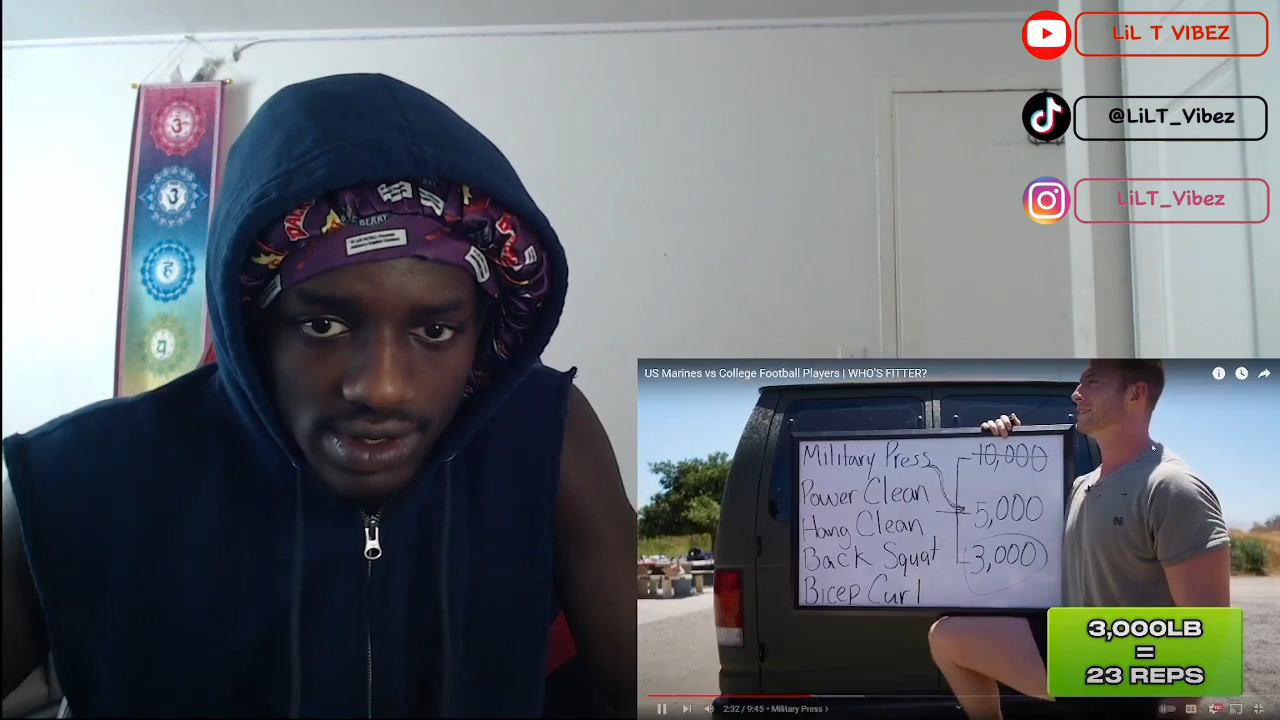 LiL T VIBEZ
@LiLT_Vibez
LiLT_Vibez
US Marines vs College Football Players | WHO'S FITTER?
Military Press
Power Clean
Hang Clean
Back Squat
Bicep Curl
10,000
5,000
3,000
3,000LB
=
23 REPS
2:32 / 9:45 • Military Press ›
BERRY